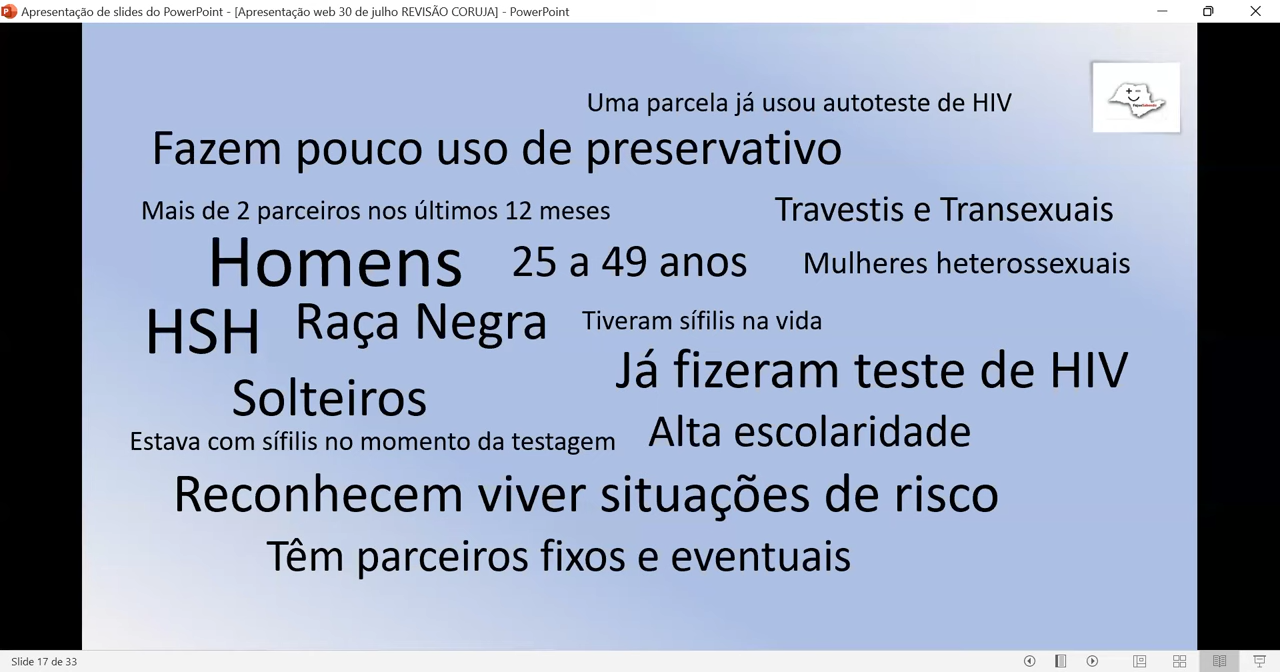 Apresentação de slides do PowerPoint - [Apresentação web 30 de julho REVISÃO CORUJA] - PowerPoint
Uma parcela já usou autoteste de HIV
Fazem pouco uso de preservativo
Mais de 2 parceiros nos últimos 12 meses
Travestis e Transexuais
Homens
25 a 49 anos
Mulheres heterossexuais
HSH
Raça Negra
Tiveram sífilis na vida
Já fizeram teste de HIV
Solteiros
Estava com sífilis no momento da testagem
Alta escolaridade
Reconhecem viver situações de risco
Têm parceiros fixos e eventuais
Slide 17 de 33